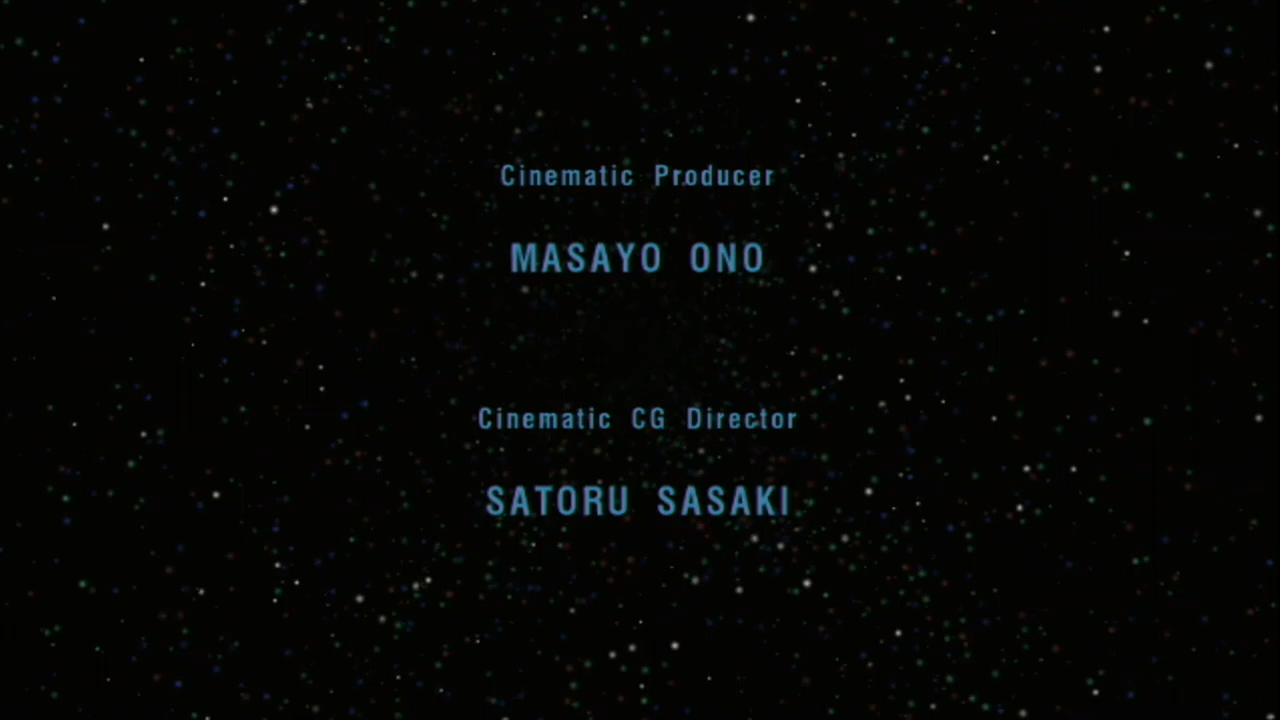 Cinematic Producer
MASAYO ONO
Cinematic CG Director
SATORU SASAKI